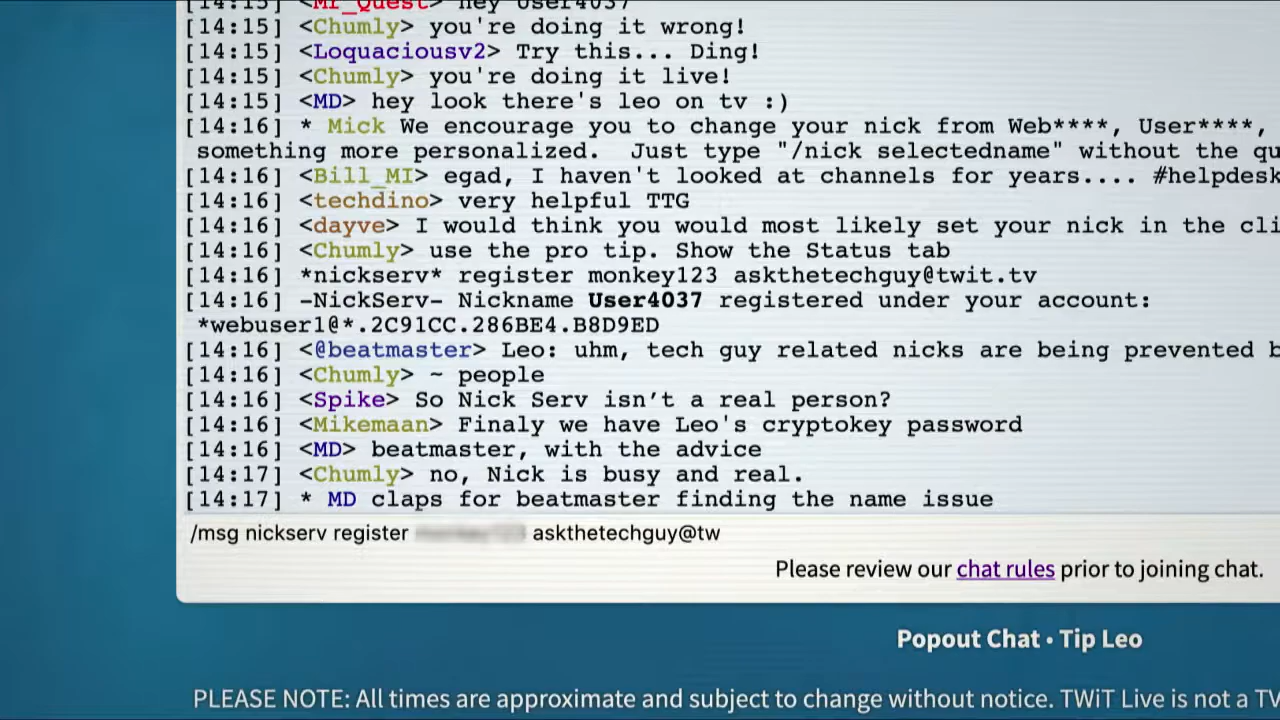 [14:15] <Mr_Quest> hey User4037
[14:15] <Chumly> you're doing it wrong!
[14:15] <Loquaciousv2> Try this... Ding!
[14:15] <Chumly> you're doing it live!
[14:15] <MD> hey look there's leo on tv :)
[14:16] * Mick We encourage you to change your nick from Web****, User****,
something more personalized.  Just type "/nick selectedname" without the
[14:16] <Bill_MI> egad, I haven't looked at channels for years.... #helpdesk
[14:16] <techdino> very helpful TTG
[14:16] <dayve> I would think you would most likely set your nick in the
[14:16] <Chumly> use the pro tip. Show the Status tab
[14:16] *nickserv* register monkey123 askthetechguy@twit.tv
[14:16] -NickServ- Nickname User4037 registered under your account:
*webuser1@*.2C91CC.286BE4.B8D9ED
[14:16] <@beatmaster> Leo: uhm, tech guy related nicks are being prevented
[14:16] <Chumly> ~ people
[14:16] <Spike> So Nick Serv isn’t a real person?
[14:16] <Mikemaan> Finaly we have Leo's cryptokey password
[14:16] <MD> beatmaster, with the advice
[14:17] <Chumly> no, Nick is busy and real.
[14:17] * MD claps for beatmaster finding the name issue
/msg nickserv register askthetechguy@tw
Please review our chat rules prior to joining chat.
Popout Chat • Tip Leo
PLEASE NOTE: All times are approximate and subject to change without notice. TWiT Live is not a TV